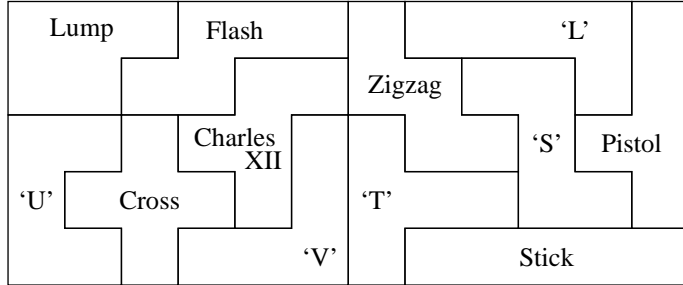 Lump
Flash
‘L’
Zigzag
Charles
XII
‘S’
Pistol
‘U’
Cross
‘T’
‘V’
Stick